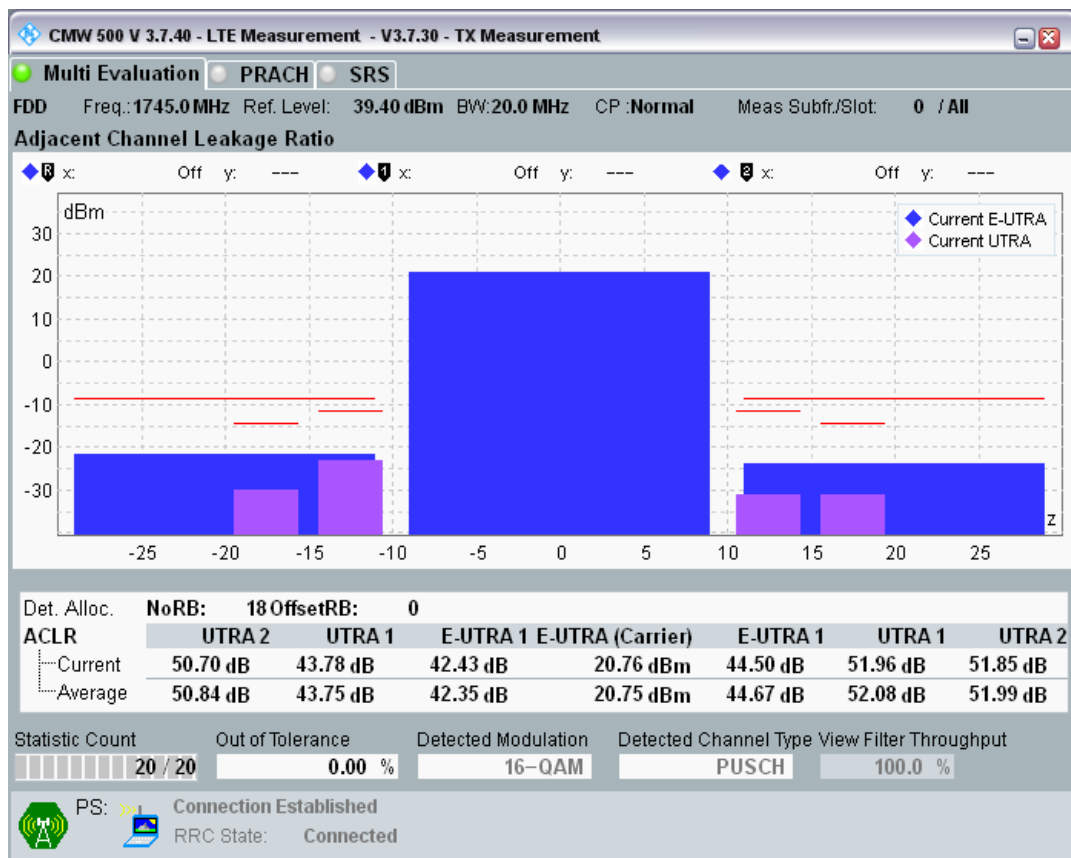 CMW 500 V 3.7.40 - LTE Measurement - V3.7.30 - TX Measurement
Multi Evaluation PRACH SRS
FDD Freq.:1745.0 MHz Ref. Level: 39.40 dBm BW:20.0 MHz CP :Normal Meas Subfr./Slot: 0 / All
Adjacent Channel Leakage Ratio
R x: Off y: --- 1 x: Off y: --- 2 x: Off y: ---
dBm
Current E-UTRA
Current UTRA
30
20
10
0
-10
-20
-30
z
-25 -20 -15 -10 -5 0 5 10 15 20 25
Det. Alloc. NoRB: 18 OffsetRB: 0
ACLR UTRA 2 UTRA 1 E-UTRA 1 E-UTRA (Carrier) E-UTRA 1 UTRA 1 UTRA 2
Current 50.70 dB 43.78 dB 42.43 dB 20.76 dBm 44.50 dB 51.96 dB 51.85 dB
Average 50.84 dB 43.75 dB 42.35 dB 20.75 dBm 44.67 dB 52.08 dB 51.99 dB
Statistic Count Out of Tolerance Detected Modulation Detected Channel Type View Filter Throughput
20 / 20 0.00 % 16-QAM PUSCH 100.0 %
PS: Connection Established
RRC State: Connected